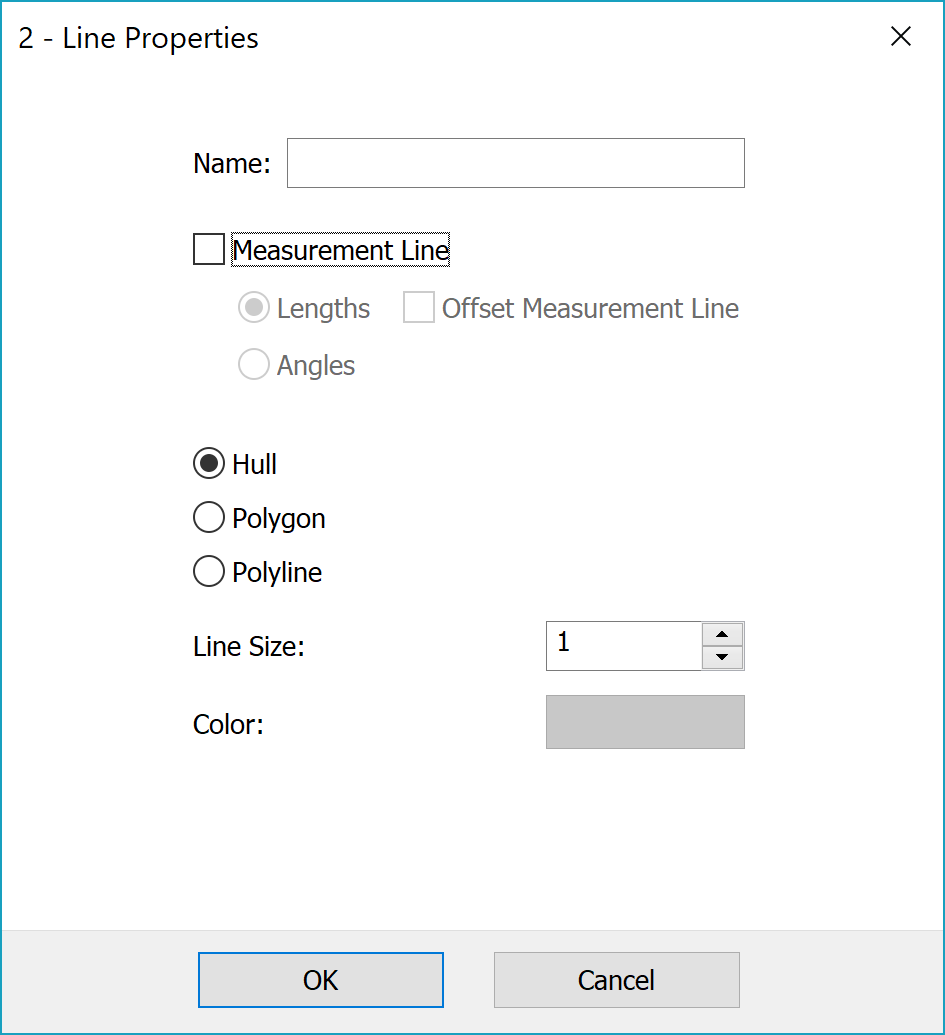 2 - Line Properties
Name:
Measurement Line
Lengths Offset Measurement Line
Angles
Hull
Polygon
Polyline
Line Size: 1
Color:
OK Cancel